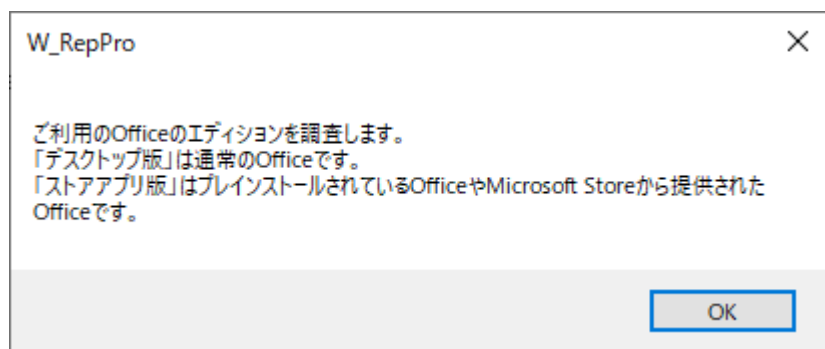 W_RepPro
ご利用のOfficeのエディションを調査します。
「デスクトップ版」は通常のOfficeです。
「ストアアプリ版」はプレインストールされているOfficeやMicrosoft Storeから提供された
Officeです。
OK